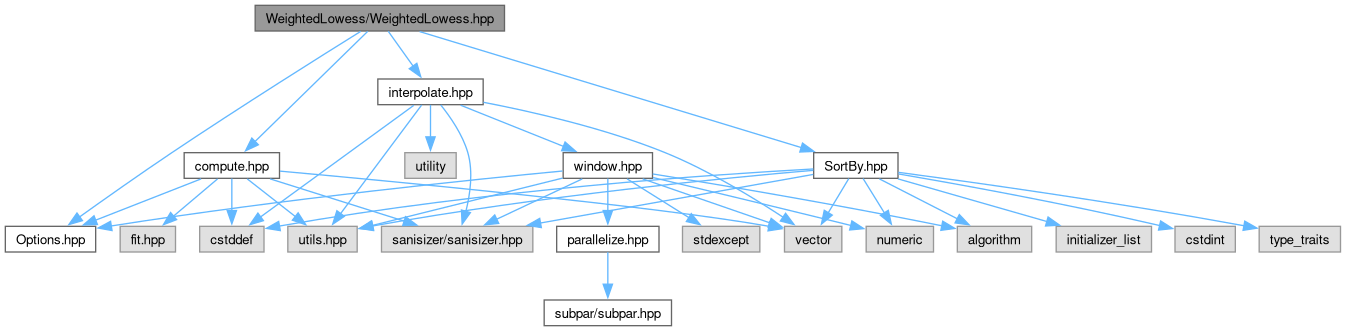 WeightedLowess/WeightedLowess.hpp
interpolate.hpp
compute.hpp
utility
window.hpp
SortBy.hpp
Options.hpp
fit.hpp
cstddef
utils.hpp
sanisizer/sanisizer.hpp
parallelize.hpp
stdexcept
vector
numeric
algorithm
initializer_list
cstdint
type_traits
subpar/subpar.hpp